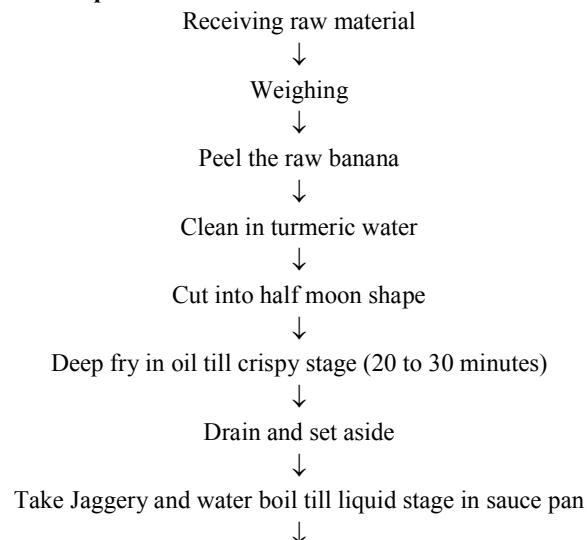 Receiving raw material
↓
Weighing
↓
Peel the raw banana
↓
Clean in turmeric water
↓
Cut into half moon shape
↓
Deep fry in oil till crispy stage (20 to 30 minutes)
↓
Drain and set aside
↓
Take Jaggery and water boil till liquid stage in sauce pan
↓